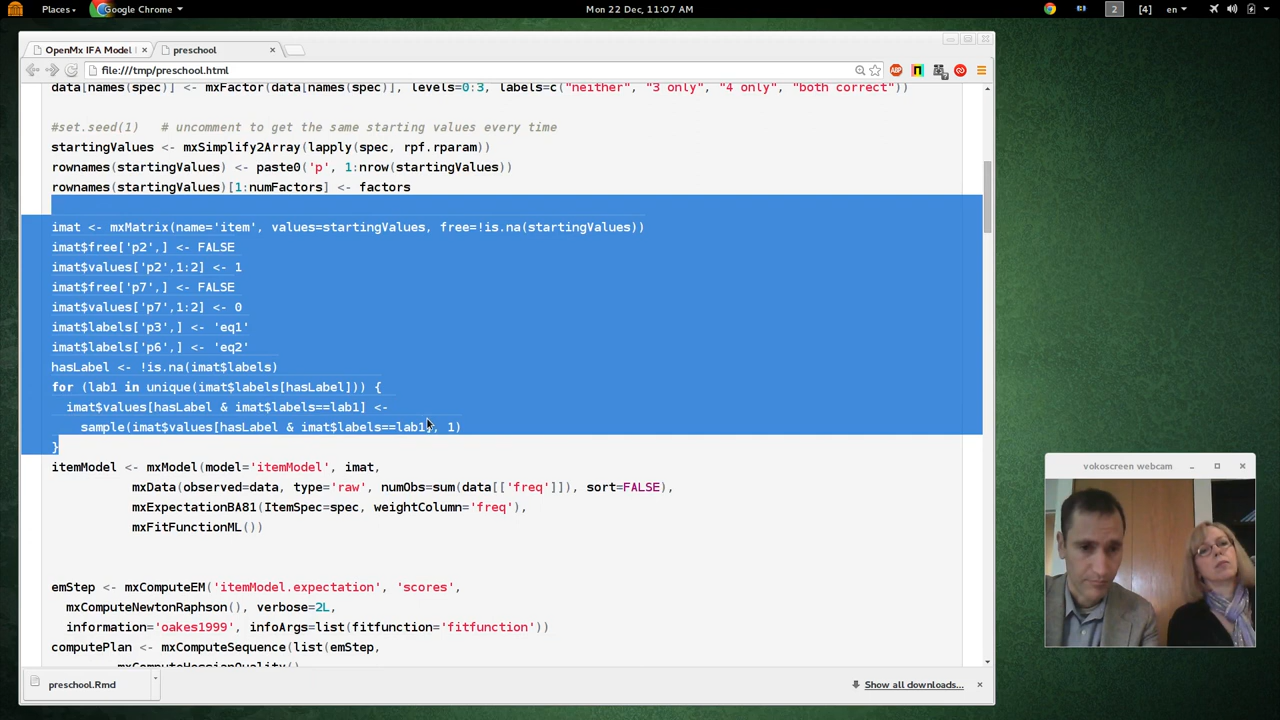 Places
Google Chrome
Mon 22 Dec, 11:07 AM
2
[4]
en
OpenMx IFA Model
preschool
file:///tmp/preschool.html
data[names(spec)] <- mxFactor(data[names(spec)], levels=0:3, labels=c("neither", "3 only", "4 only", "both correct"))
#set.seed(1)   # uncomment to get the same starting values every time
startingValues <- mxSimplify2Array(lapply(spec, rpf.rparam))
rownames(startingValues) <- paste0('p', 1:nrow(startingValues))
rownames(startingValues)[1:numFactors] <- factors
imat <- mxMatrix(name='item', values=startingValues, free=!is.na(startingValues))
imat$free['p2',] <- FALSE
imat$values['p2',1:2] <- 1
imat$free['p7',] <- FALSE
imat$values['p7',1:2] <- 0
imat$labels['p3',] <- 'eq1'
imat$labels['p6',] <- 'eq2'
hasLabel <- !is.na(imat$labels)
for (lab1 in unique(imat$labels[hasLabel])) {
  imat$values[hasLabel & imat$labels==lab1] <-
    sample(imat$values[hasLabel & imat$labels==lab1], 1)
}
itemModel <- mxModel(model='itemModel', imat,
           mxData(observed=data, type='raw', numObs=sum(data[['freq']]), sort=FALSE),
           mxExpectationBA81(ItemSpec=spec, weightColumn='freq'),
           mxFitFunctionML())
emStep <- mxComputeEM('itemModel.expectation', 'scores',
  mxComputeNewtonRaphson(), verbose=2L,
  information='oakes1999', infoArgs=list(fitfunction='fitfunction'))
computePlan <- mxComputeSequence(list(emStep,
         mxComputeHessianQuality()
preschool.Rmd
Show all downloads...
vokoscreen webcam